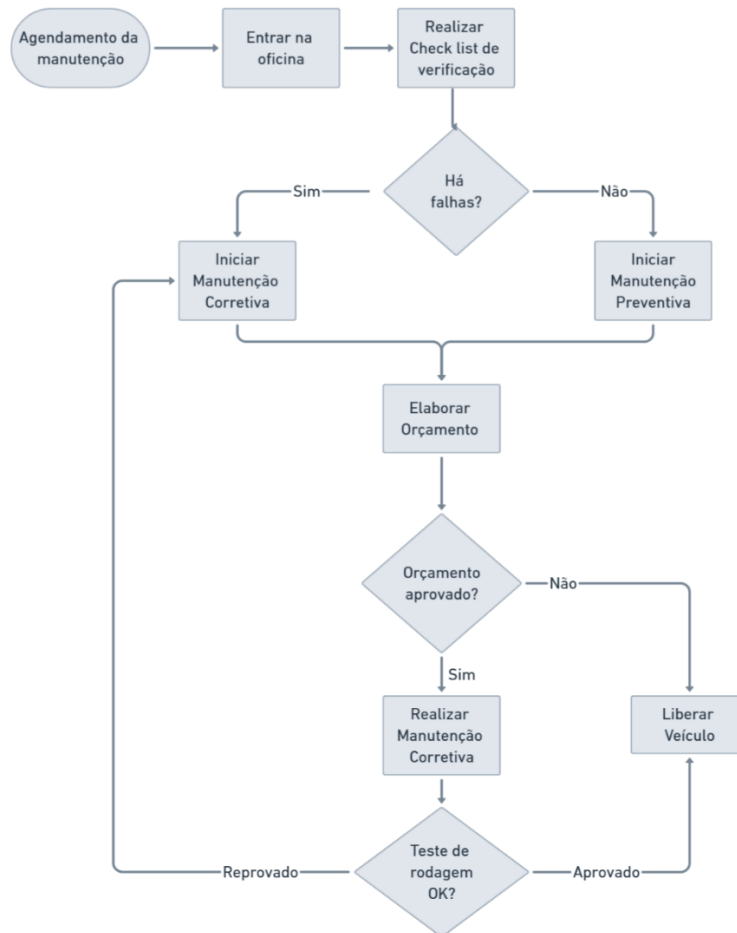 Agendamento da
manutenção
Entrar na
oficina
Realizar
Check list de
verificação
Há
falhas?
Sim
Não
Iniciar
Manutenção
Corretiva
Iniciar
Manutenção
Preventiva
Elaborar
Orçamento
Orçamento
aprovado?
Não
Sim
Realizar
Manutenção
Corretiva
Liberar
Veículo
Teste de
rodagem
OK?
Reprovado
Aprovado